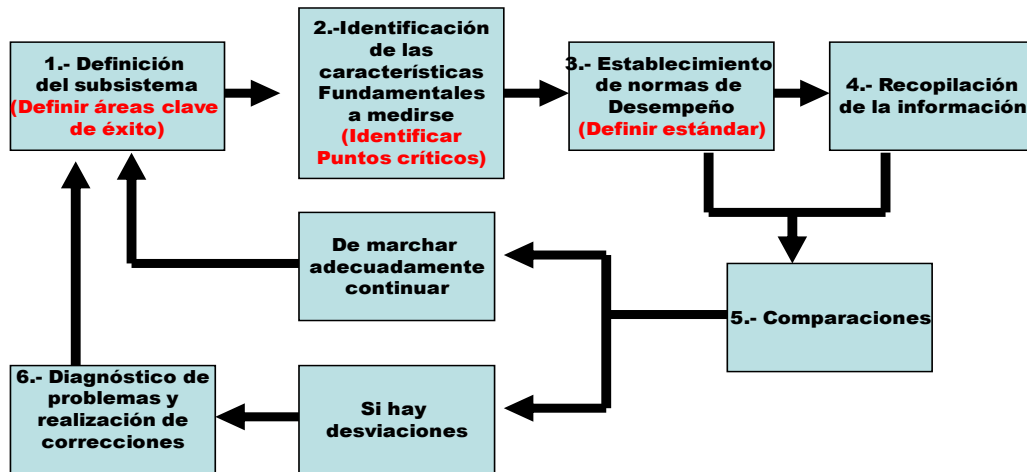 1.- Definición
del subsistema
(Definir áreas clave
de éxito)
2.-Identificación
de las
características
Fundamentales
a medirse
(Identificar
Puntos críticos)
3.- Establecimiento
de normas de
Desempeño
(Definir estándar)
4.- Recopilación
de la información
De marchar
adecuadamente
continuar
5.- Comparaciones
6.- Diagnóstico de
problemas y
realización de
correcciones
Si hay
desviaciones